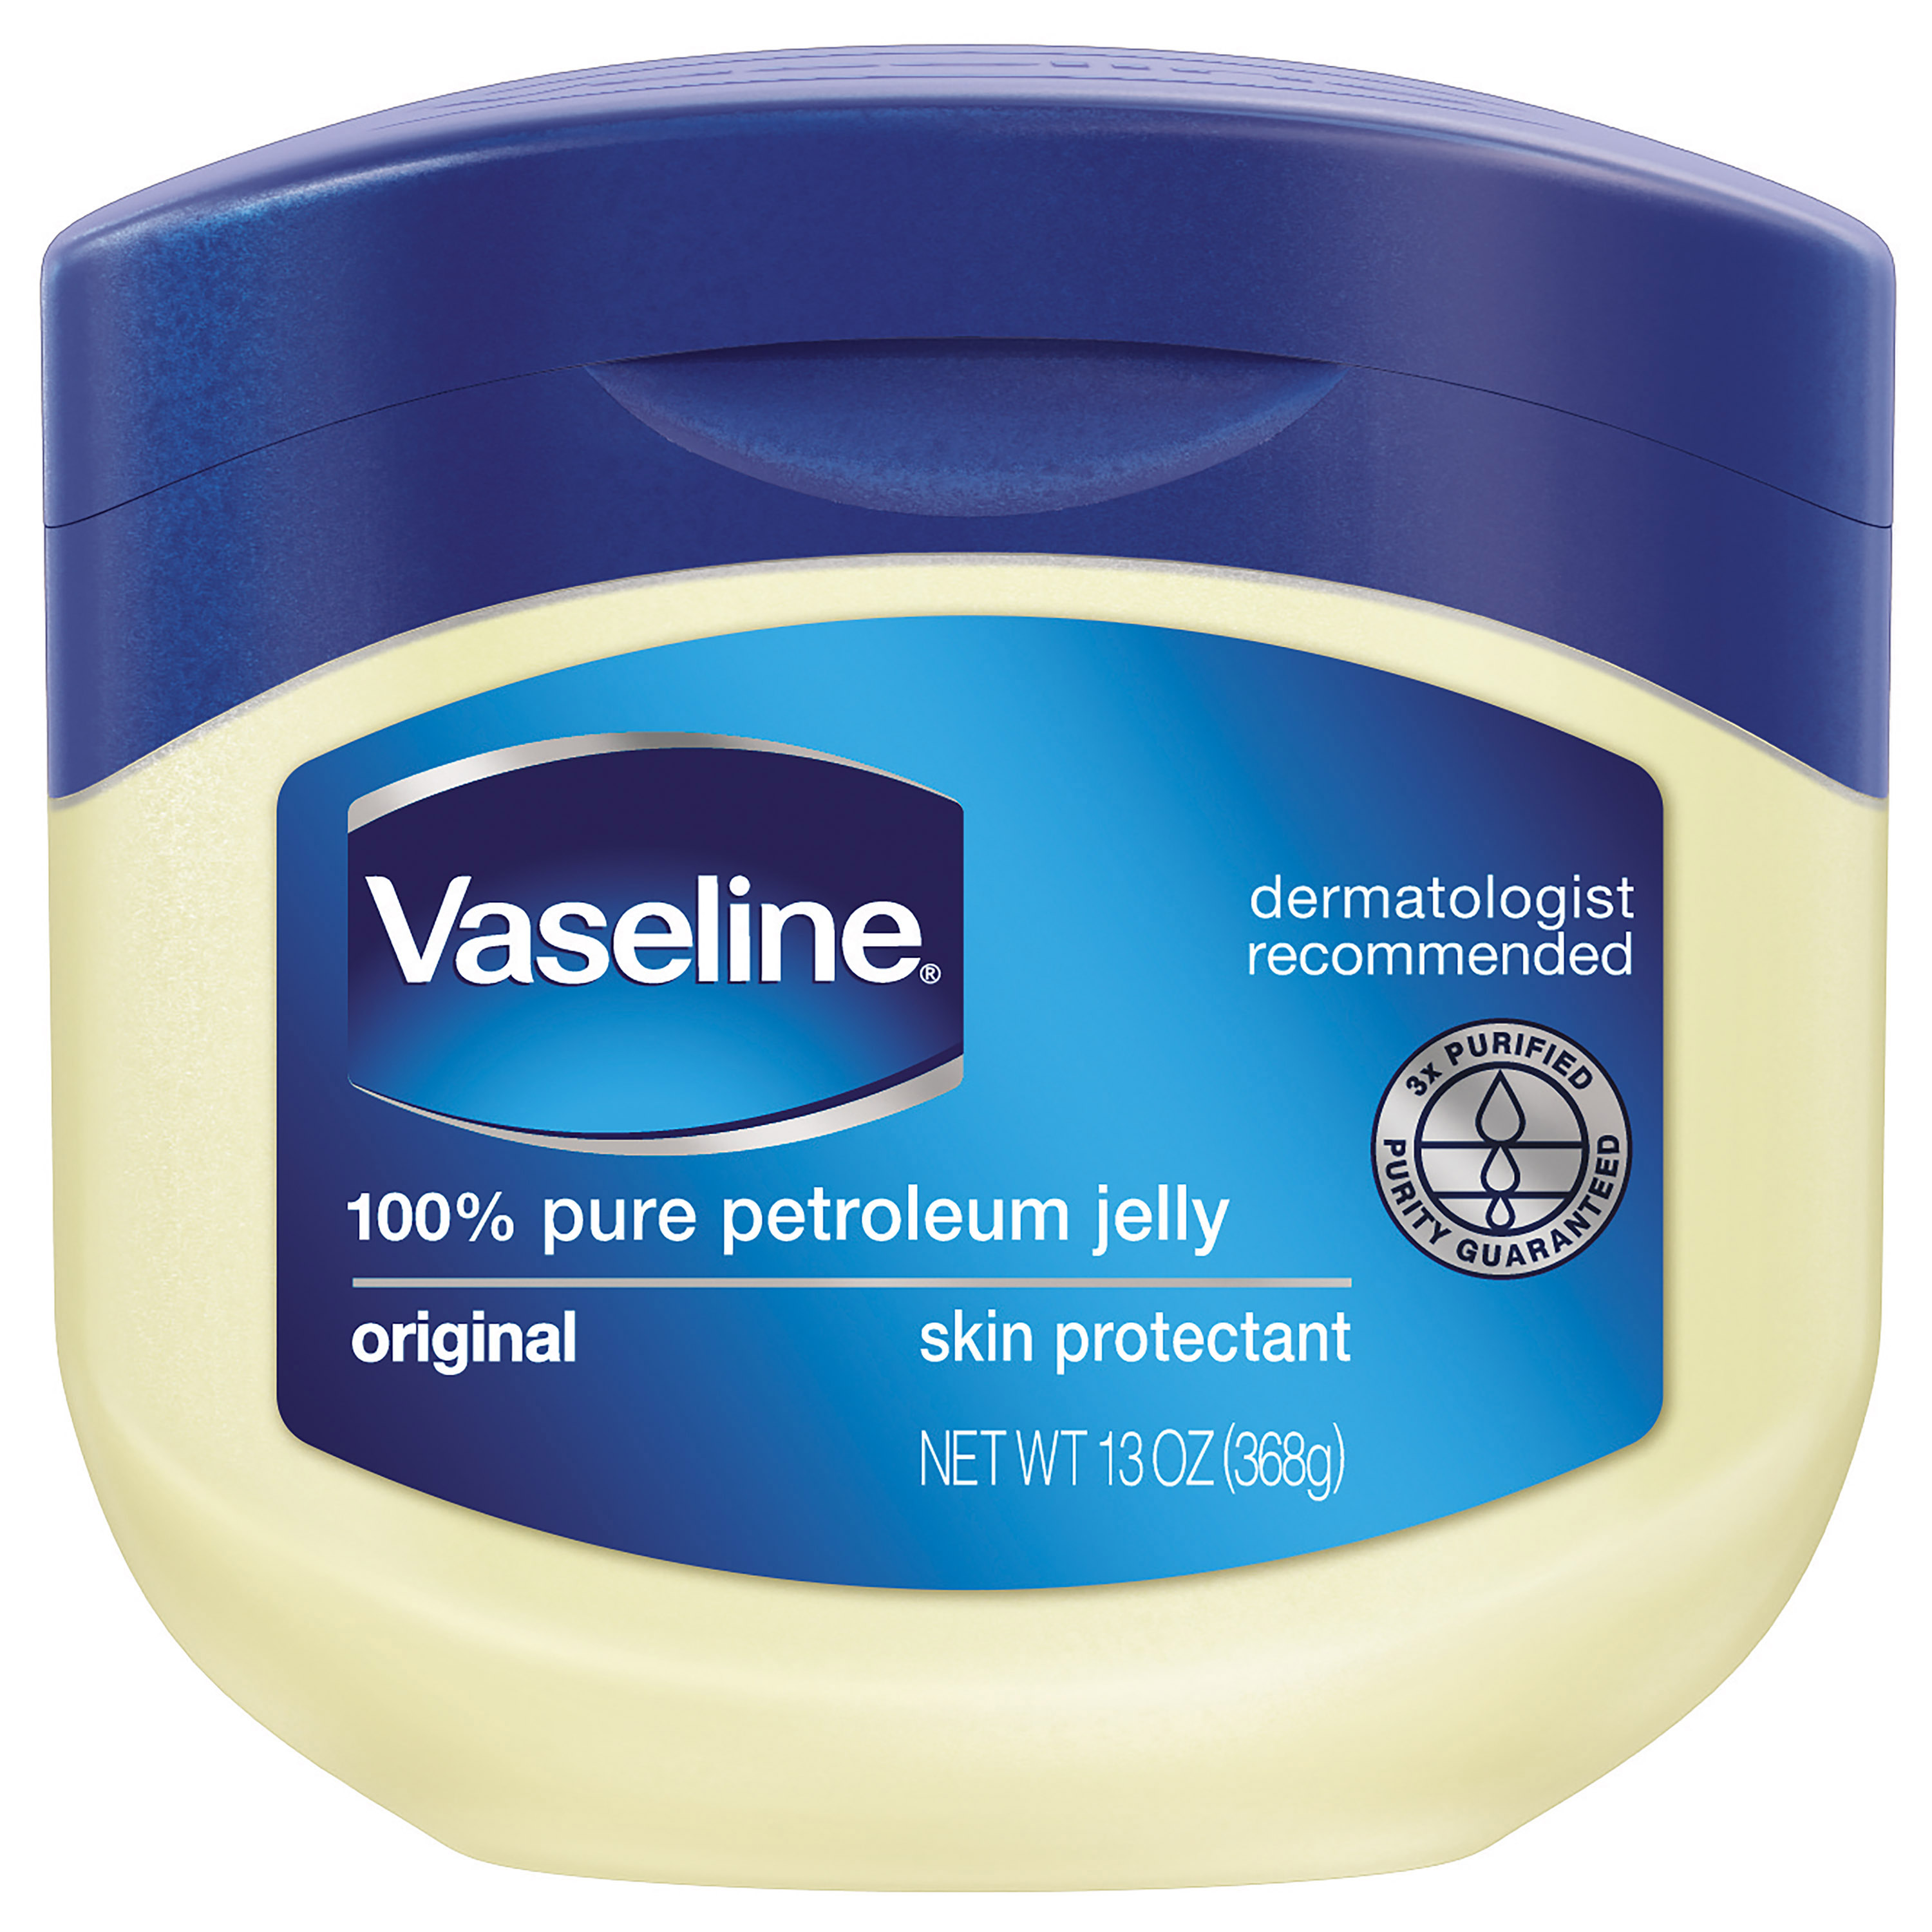 Vaseline®
dermatologist
recommended
3x PURIFIED
PURITY GUARANTEED
100% pure petroleum jelly
original
skin protectant
NET WT 13 OZ (368g)